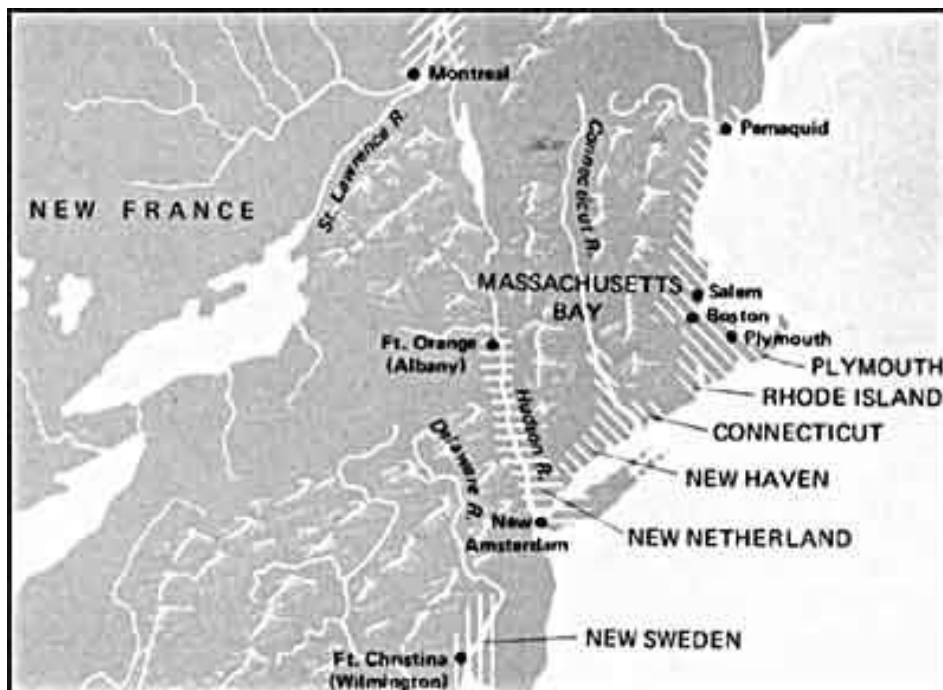 Montreal
Pemaquid
St. Lawrence R.
Connecticut R.
NEW FRANCE
MASSACHUSETTS
BAY
Salem
Boston
Plymouth
Ft. Orange
(Albany)
PLYMOUTH
RHODE ISLAND
Hudson R.
CONNECTICUT
Delaware R.
NEW HAVEN
New
Amsterdam
NEW NETHERLAND
NEW SWEDEN
Ft. Christina
(Wilmington)